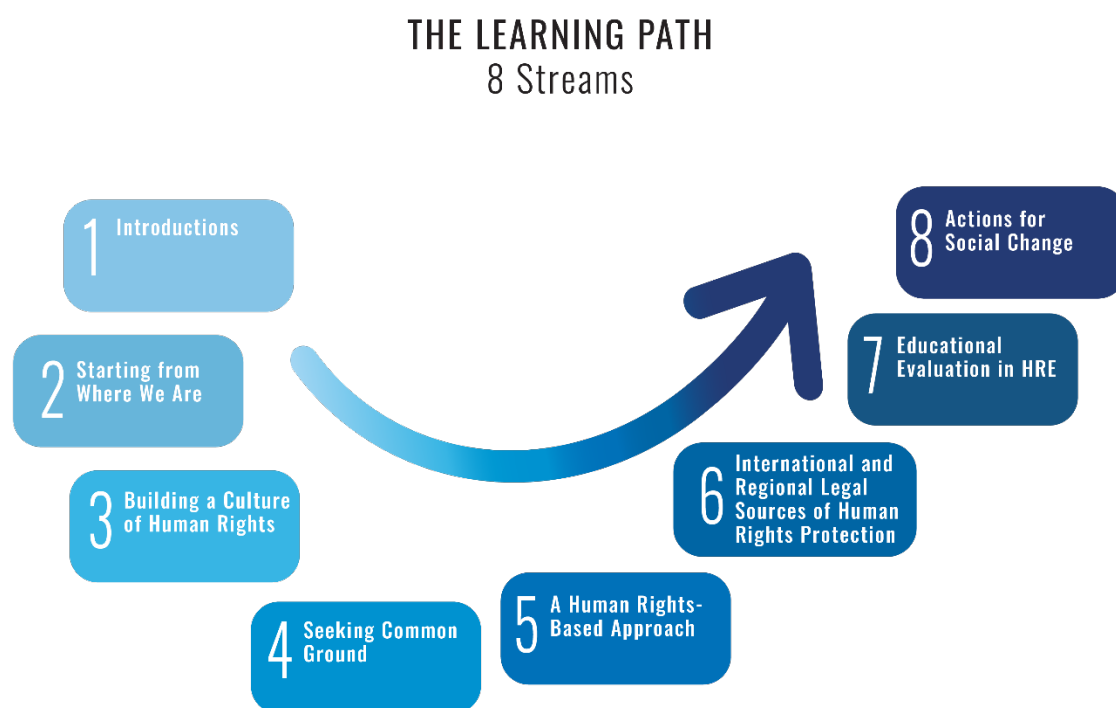 THE LEARNING PATH
8 Streams
1 Introductions
2 Starting from
Where We Are
3 Building a Culture
of Human Rights
4 Seeking Common
Ground
5 A Human Rights-
Based Approach
6 International and
Regional Legal
Sources of Human
Rights Protection
7 Educational
Evaluation in HRE
8 Actions for
Social Change